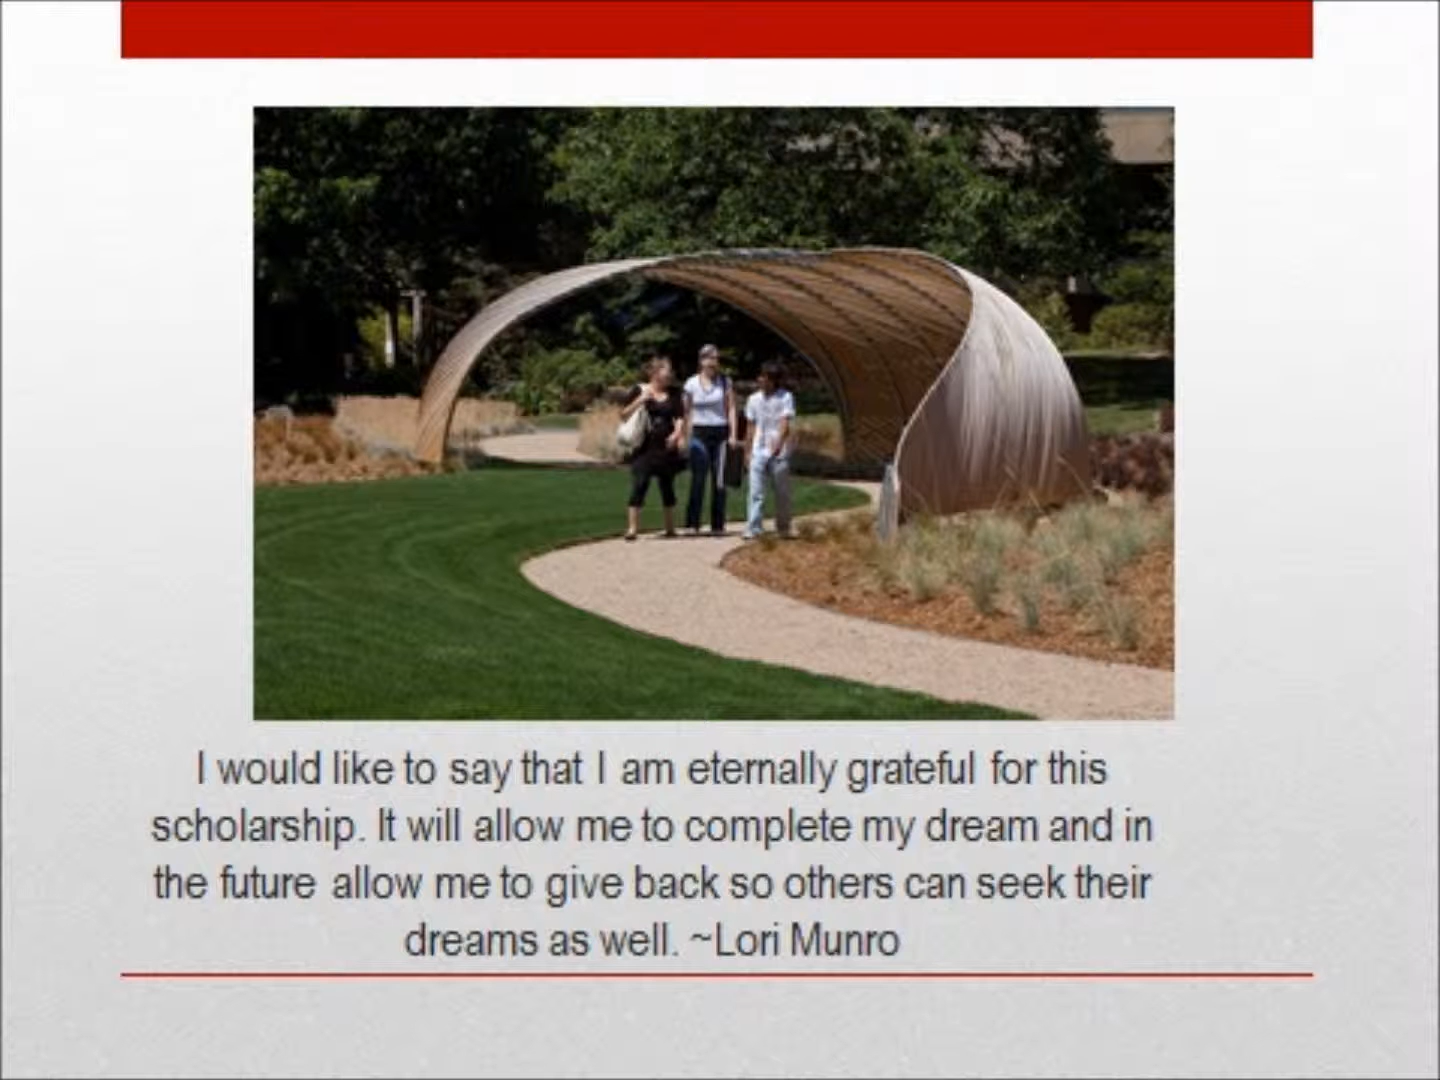 I would like to say that I am eternally grateful for this
scholarship. It will allow me to complete my dream and in
the future allow me to give back so others can seek their
dreams as well. ~Lori Munro